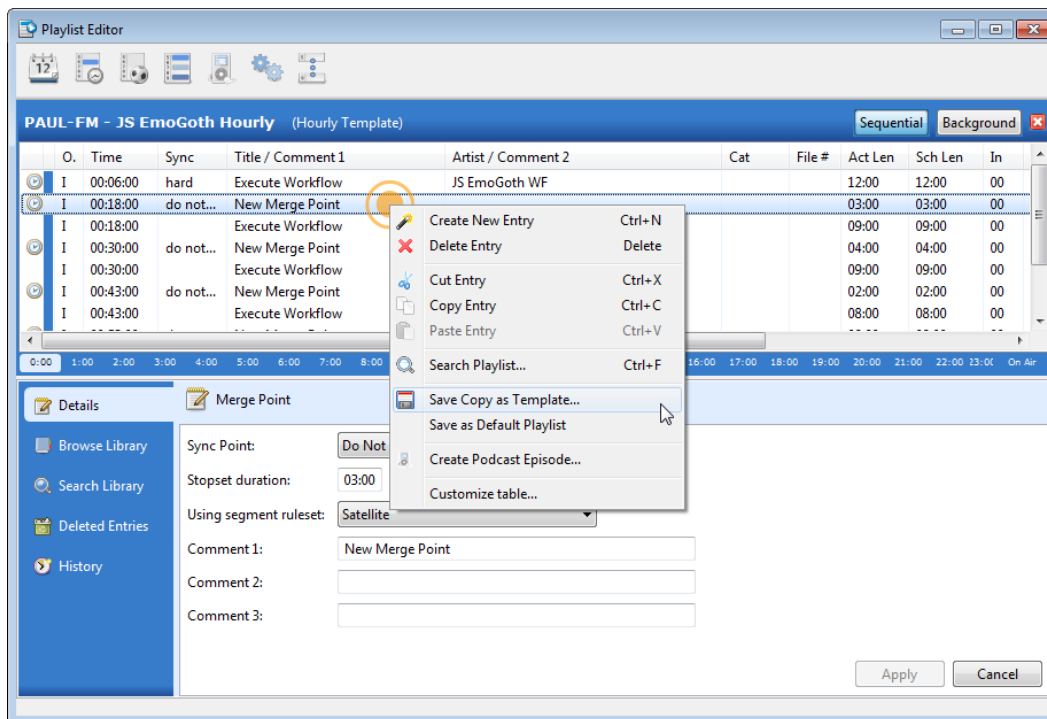 Playlist Editor
12
PAUL-FM - JS EmoGoth Hourly (Hourly Template) Sequential Background
O. Time Sync Title / Comment 1 Artist / Comment 2 Cat File # Act Len Sch Len In
I 00:06:00 hard Execute Workflow JS EmoGoth WF 12:00 12:00 00
I 00:18:00 do not... New Merge Point 03:00 03:00 00
I 00:18:00 Execute Workflow 09:00 09:00 00
I 00:30:00 do not... New Merge Point 04:00 04:00 00
I 00:30:00 Execute Workflow 09:00 09:00 00
I 00:43:00 do not... New Merge Point 02:00 02:00 00
I 00:43:00 Execute Workflow 08:00 08:00 00
0:00 1:00 2:00 3:00 4:00 5:00 6:00 7:00 8:00 16:00 17:00 18:00 19:00 20:00 21:00 22:00 23:0 On Air
Create New Entry Ctrl+N
Delete Entry Delete
Cut Entry Ctrl+X
Copy Entry Ctrl+C
Paste Entry Ctrl+V
Search Playlist... Ctrl+F
Save Copy as Template...
Save as Default Playlist
Create Podcast Episode...
Customize table...
Details
Browse Library
Search Library
Deleted Entries
History
Merge Point
Sync Point: Do Not
Stopset duration: 03:00
Using segment ruleset: Satellite
Comment 1: New Merge Point
Comment 2:
Comment 3:
Apply Cancel